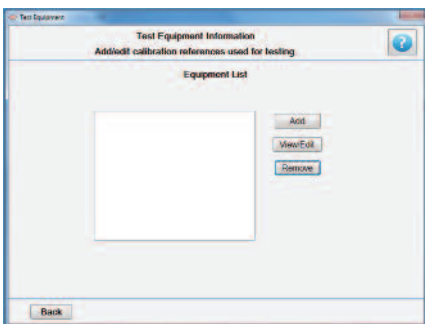 Test Equipment
Test Equipment Information
Add/edit calibration references used for testing
?
Equipment List
Add
View/Edit
Remove
Back